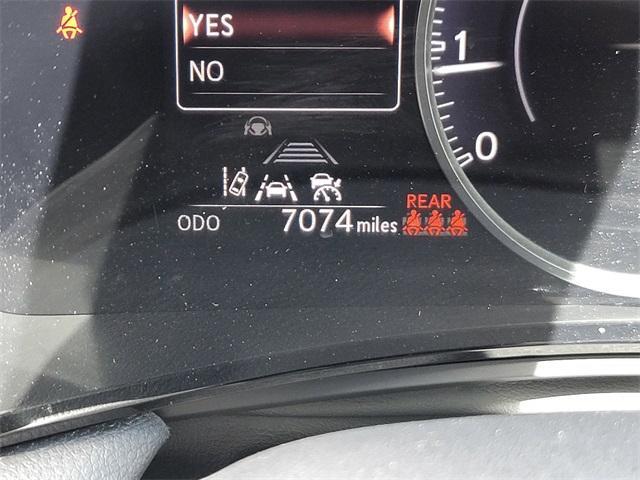 YES
NO
1
0
REAR
ODO 7074 miles